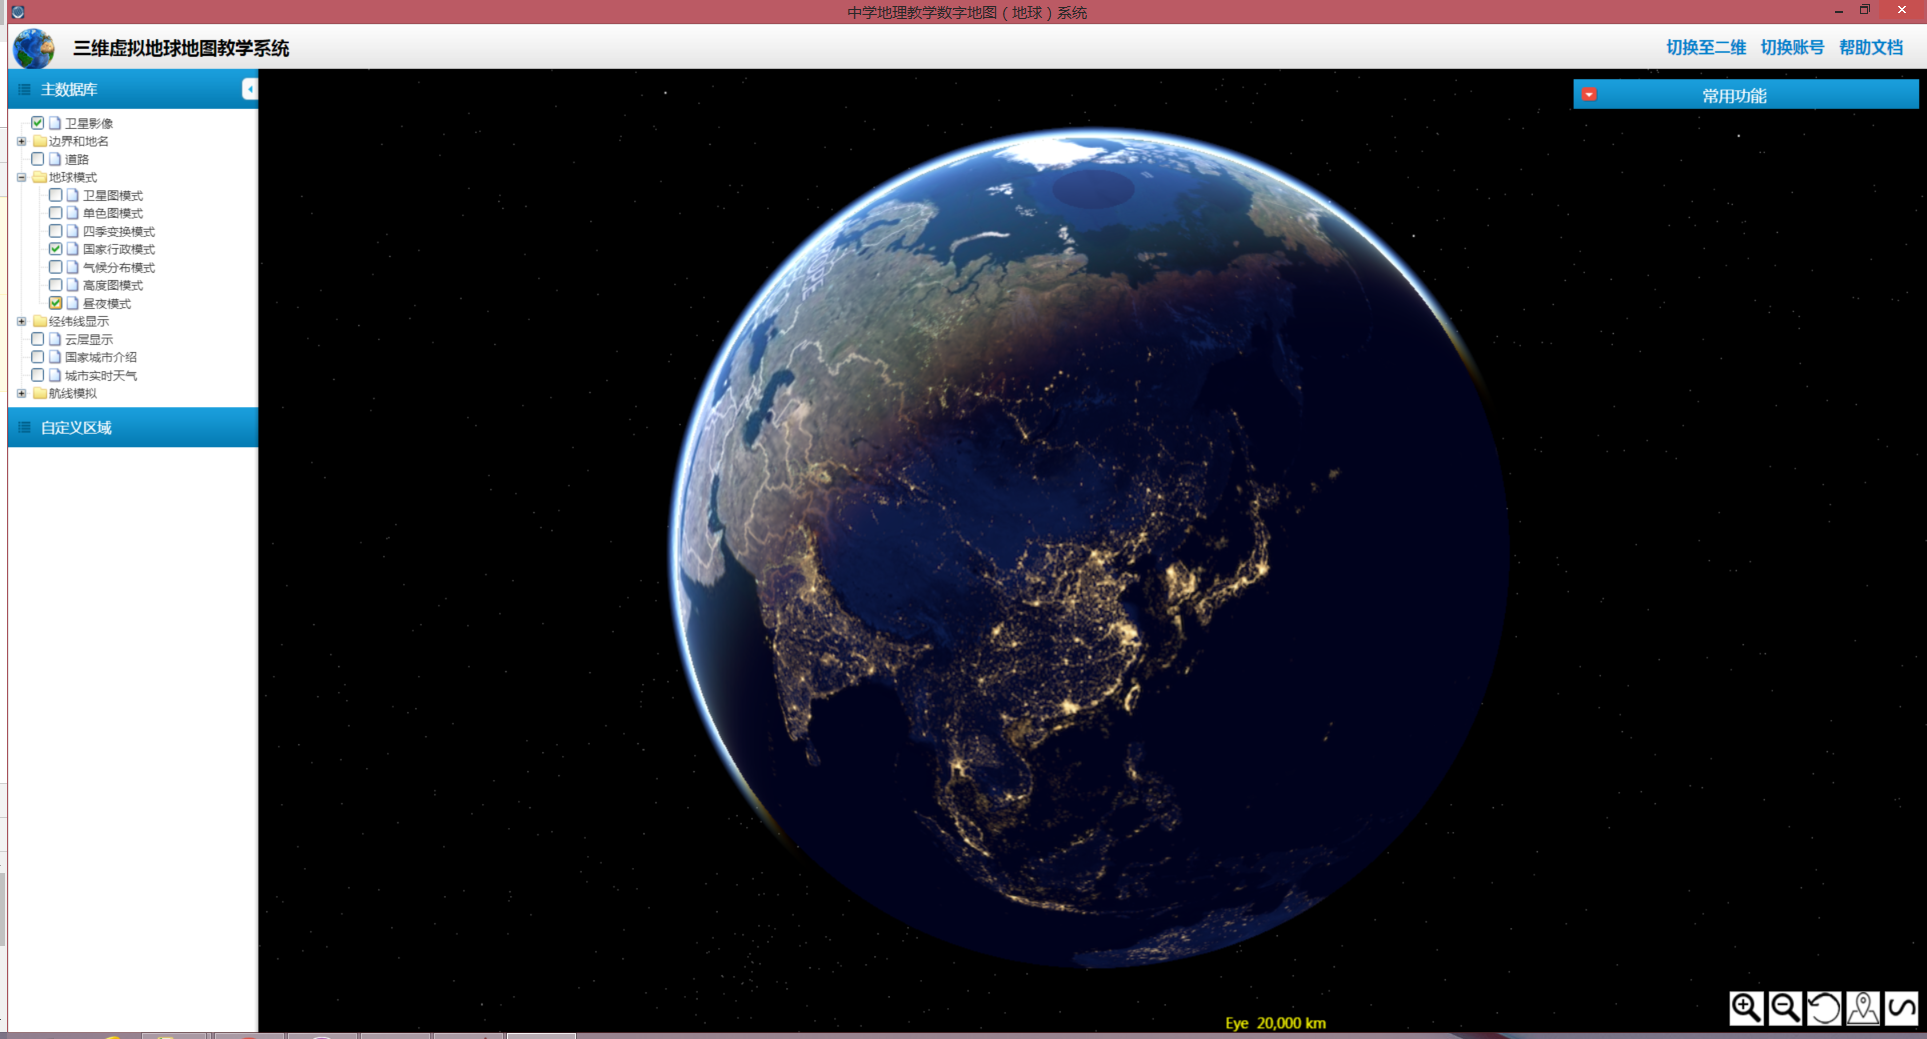 中学地理教学数字地图（地球）系统
三维虚拟地球地图教学系统
切换至二维 切换账号 帮助文档
主数据库
常用功能
卫星影像
边界和地名
道路
地球模式
卫星图模式
单色图模式
四季变换模式
国家行政模式
气候分布模式
高度图模式
昼夜模式
经纬线显示
云层显示
国家城市介绍
城市实时天气
航线模拟
自定义区域
Eye 20,000 km